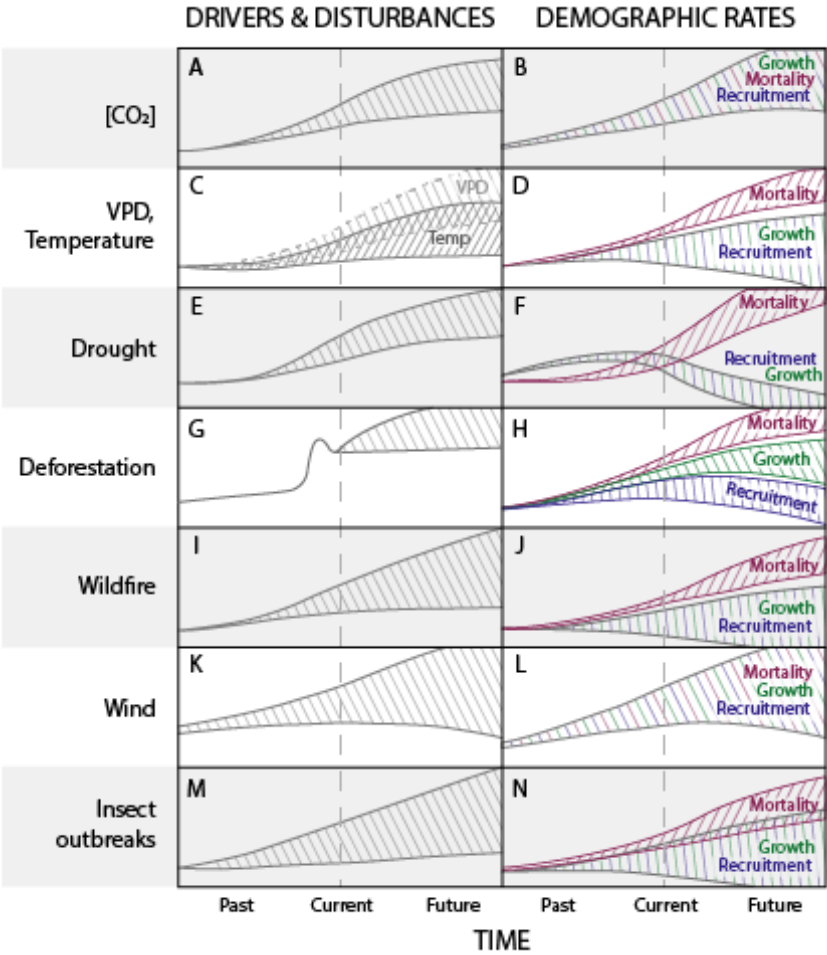 DRIVERS & DISTURBANCES
DEMOGRAPHIC RATES
[CO₂]
A
B
Growth
Mortality
Recruitment
VPD,
Temperature
C
VPD
Temp
D
Mortality
Growth
Recruitment
Drought
E
F
Mortality
Recruitment
Growth
Deforestation
G
H
Mortality
Growth
Recruitment
Wildfire
I
J
Mortality
Growth
Recruitment
Wind
K
L
Mortality
Growth
Recruitment
Insect
outbreaks
M
N
Mortality
Growth
Recruitment
Past
Current
Future
Past
Current
Future
TIME